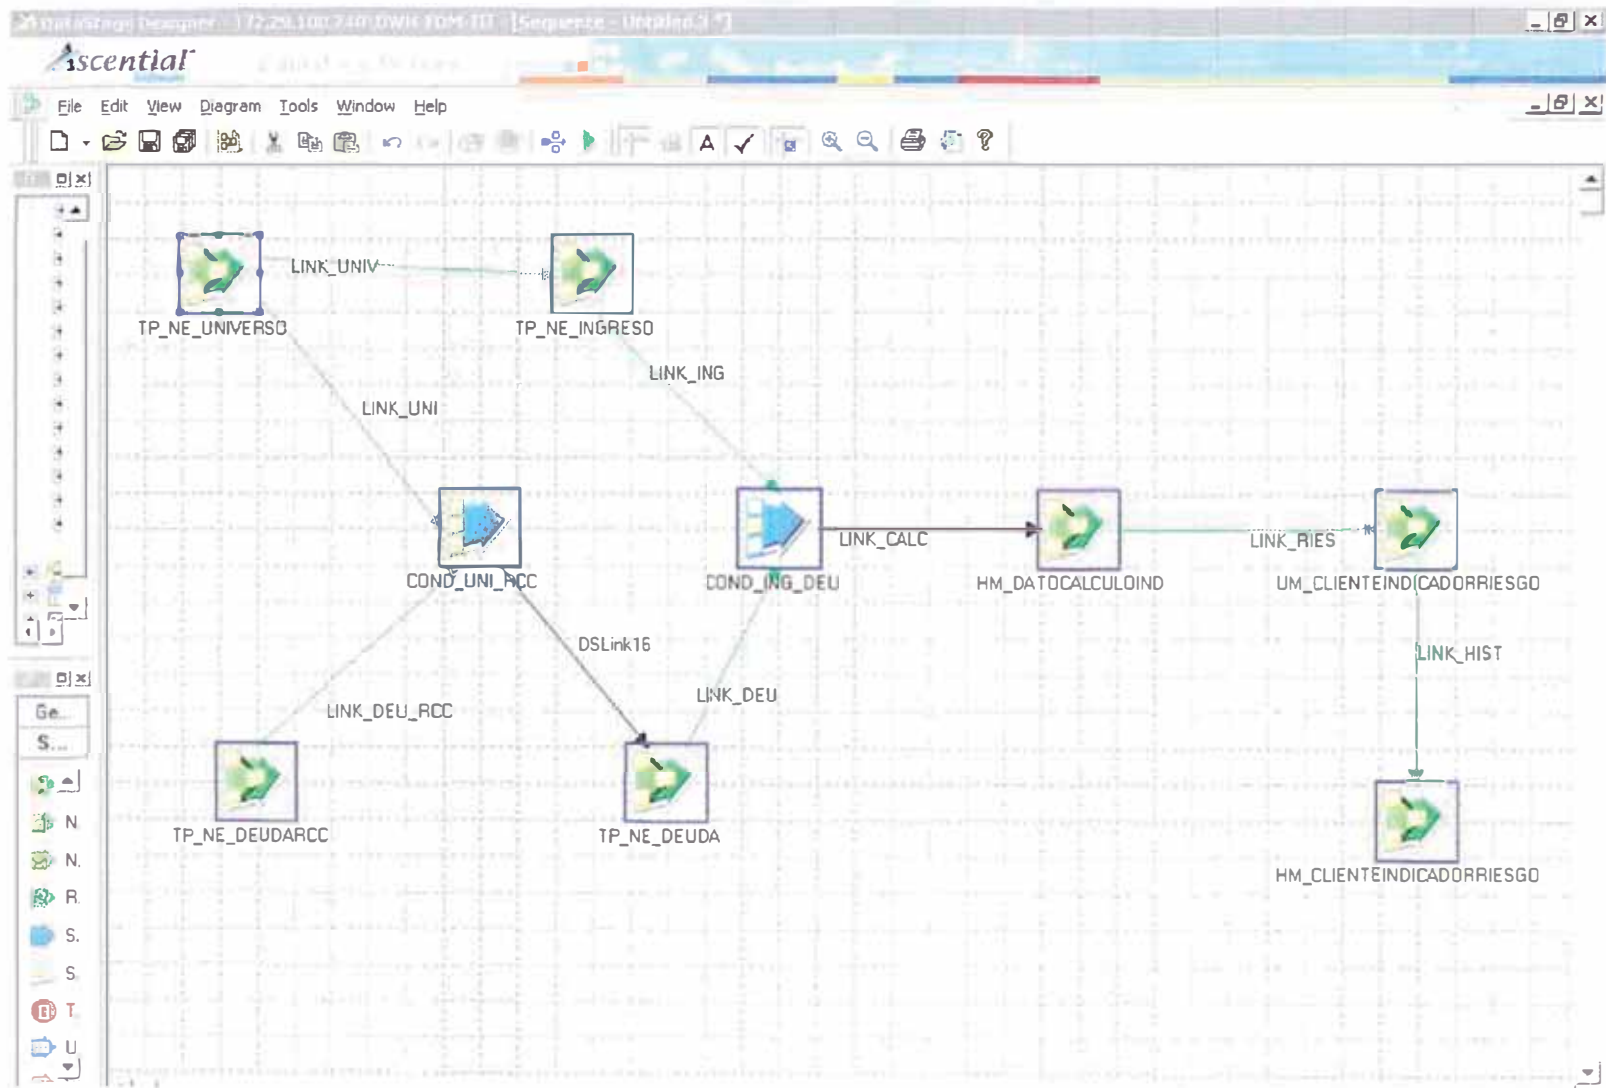 Ascential
File Edit View Diagram Tools Window Help
LINK_UNIV
TP_NE_UNIVERSO
TP_NE_INGRESO
LINK_ING
LINK_UNI
COND_UNI_RCC
COND_ING_DEU
LINK_CALC
HM_DATOCALCULOIND
LINK_RIES
UM_CLIENTEINDICADORRIESGO
DSLink16
LINK_HIST
LINK_DEU
LINK_DEU_RCC
Ge...
S...
TP_NE_DEUDARCC
TP_NE_DEUDA
N.
N.
R.
S.
S.
T.
U
HM_CLIENTEINDICADORRIESGO